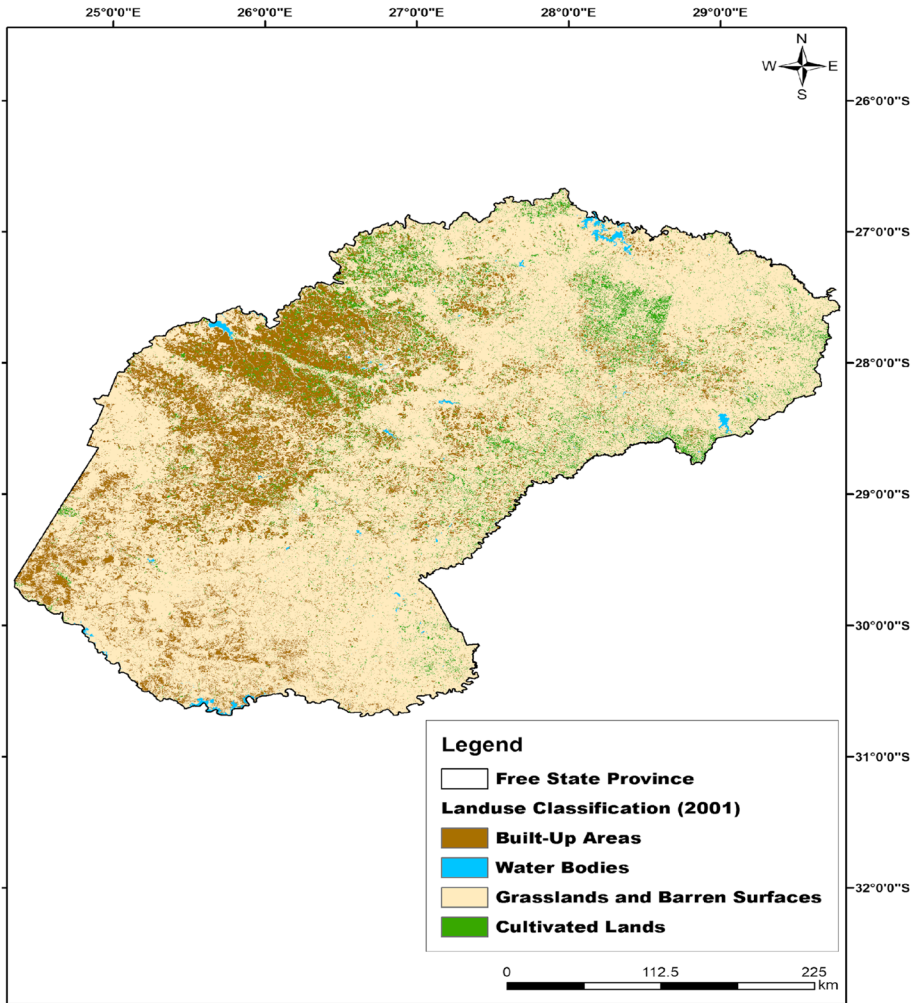 25°0'0"E 26°0'0"E 27°0'0"E 28°0'0"E 29°0'0"E
N
W E
S
26°0'0"S
27°0'0"S
28°0'0"S
29°0'0"S
30°0'0"S
31°0'0"S
32°0'0"S
Legend
Free State Province
Landuse Classification (2001)
Built-Up Areas
Water Bodies
Grasslands and Barren Surfaces
Cultivated Lands
0 112.5 225
km